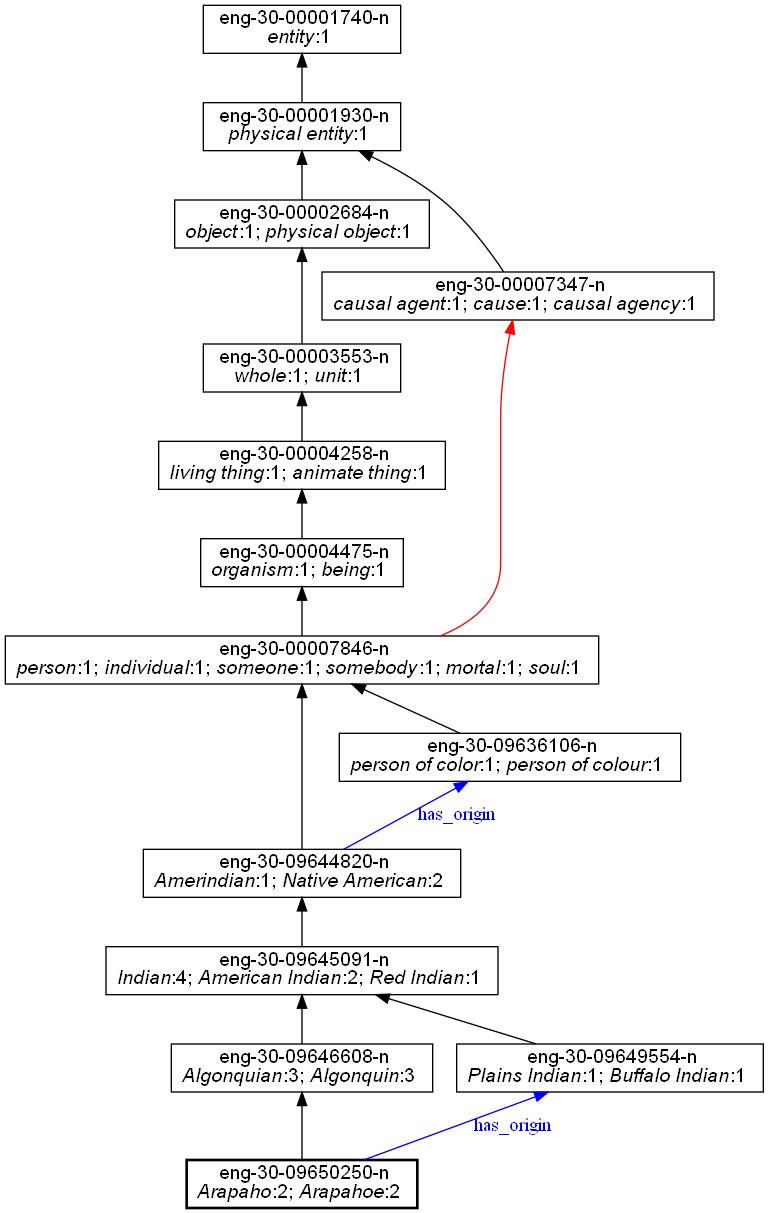 eng-30-00001740-n
entity:1
eng-30-00001930-n
physical entity:1
eng-30-00002684-n
object:1; physical object:1
eng-30-00007347-n
causal agent:1; cause:1; causal agency:1
eng-30-00003553-n
whole:1; unit:1
eng-30-00004258-n
living thing:1; animate thing:1
eng-30-00004475-n
organism:1; being:1
eng-30-00007846-n
person:1; individual:1; someone:1; somebody:1; mortal:1; soul:1
eng-30-09636106-n
person of color:1; person of colour:1
has_origin
eng-30-09644820-n
Amerindian:1; Native American:2
eng-30-09645091-n
Indian:4; American Indian:2; Red Indian:1
eng-30-09646608-n
Algonquian:3; Algonquin:3
eng-30-09649554-n
Plains Indian:1; Buffalo Indian:1
has_origin
eng-30-09650250-n
Arapaho:2; Arapahoe:2